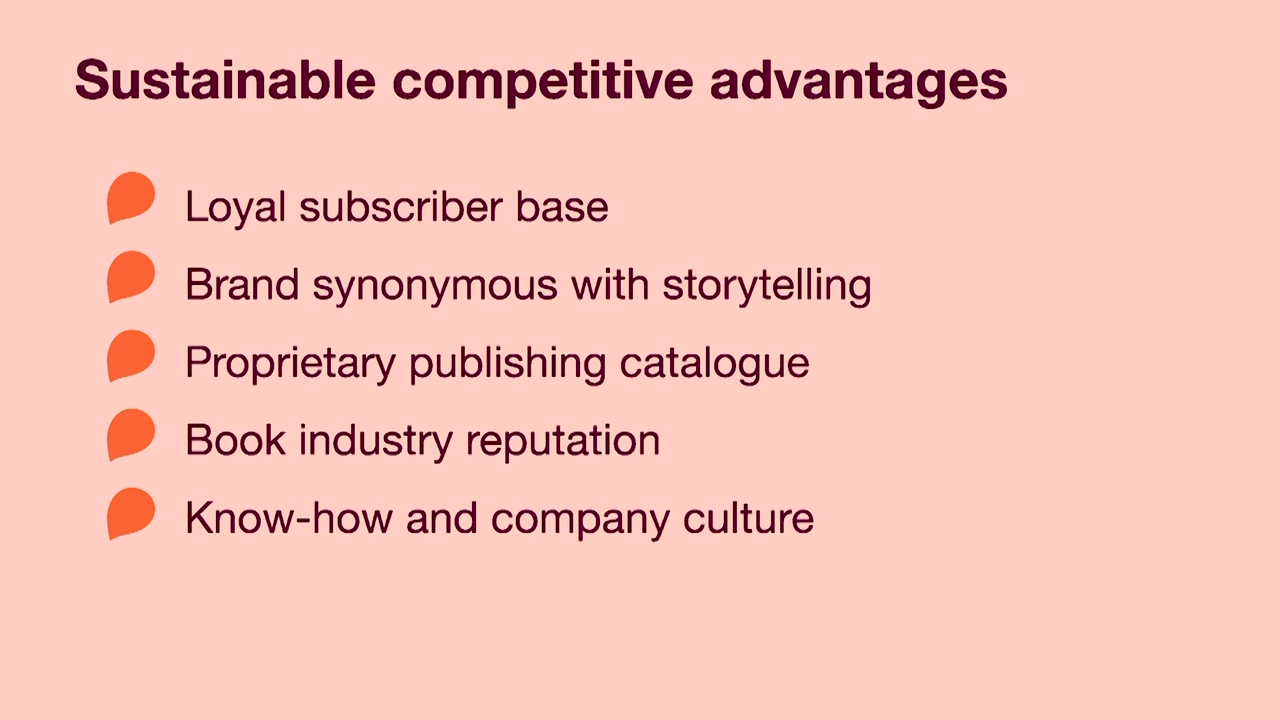 Sustainable competitive advantages
Loyal subscriber base
Brand synonymous with storytelling
Proprietary publishing catalogue
Book industry reputation
Know-how and company culture